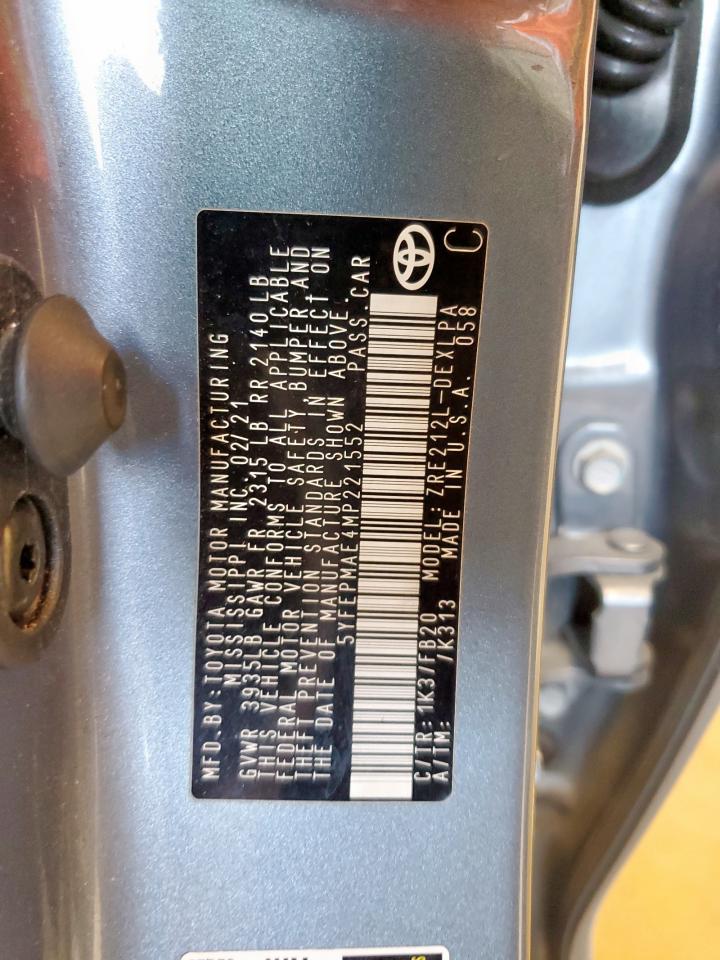 MFD.BY:TOYOTA MOTOR MANUFACTURING
MISSISSIPPI INC. 02/21
GVWR 3935LB GAWR FR 2315 LB RR 2140LB
THIS VEHICLE CONFORMS TO ALL APPLICABLE
FEDERAL MOTOR VEHICLE SAFETY, BUMPER AND
THEFT PREVENTION STANDARDS IN EFFECT ON
THE DATE OF MANUFACTURE SHOWN ABOVE.
5YFEPMAE4MP221552 PASS.CAR
C/TR: 1K3/FB20 MODEL:ZRE212L-DEXLPA
A/TM: /K313 MADE IN U.S.A. 058 C